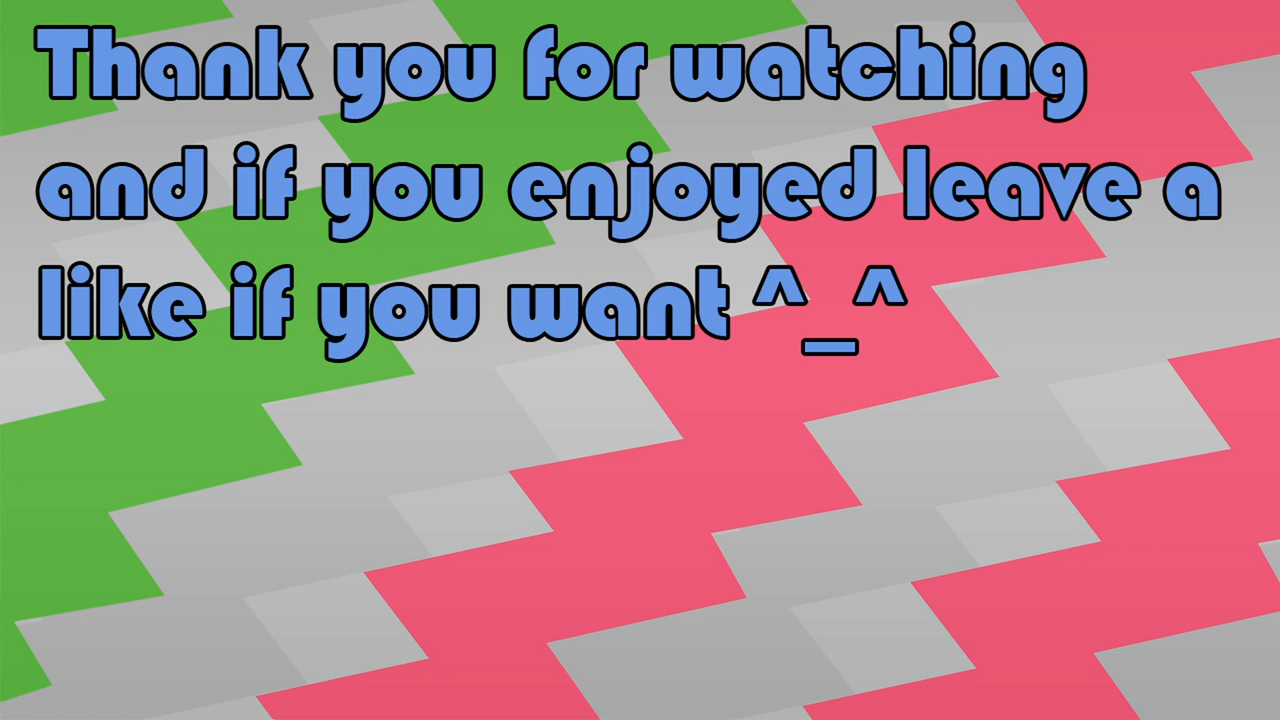 Thank you for watching
and if you enjoyed leave a
like if you want ^_^